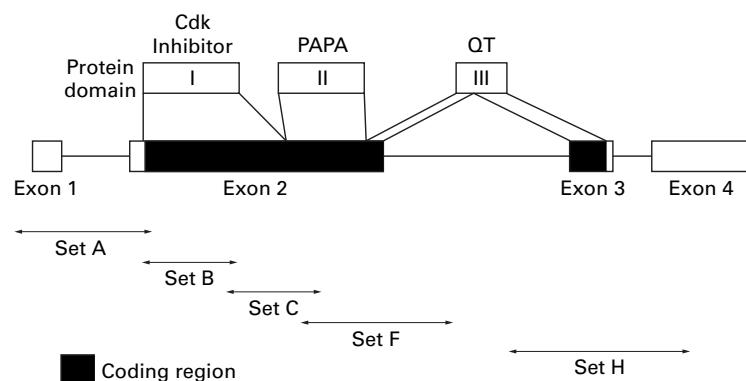 Cdk
Inhibitor
PAPA
QT
Protein
domain
I
II
III
Exon 1
Exon 2
Exon 3
Exon 4
Set A
Set B
Set C
Set F
Set H
Coding region